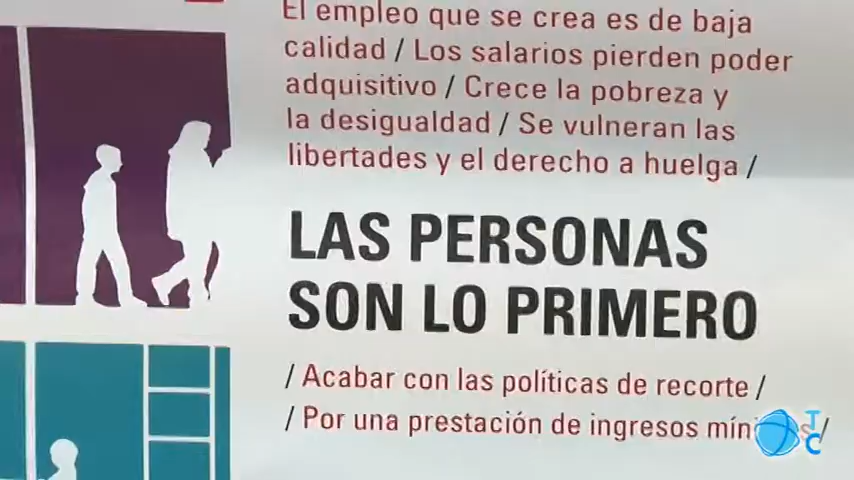 El empleo que se crea es de baja
calidad / Los salarios pierden poder
adquisitivo / Crece la pobreza y
la desigualdad / Se vulneran las
libertades y el derecho a huelga /
LAS PERSONAS
SON LO PRIMERO
/ Acabar con las políticas de recorte /
/ Por una prestación de ingresos mínimos /
TC